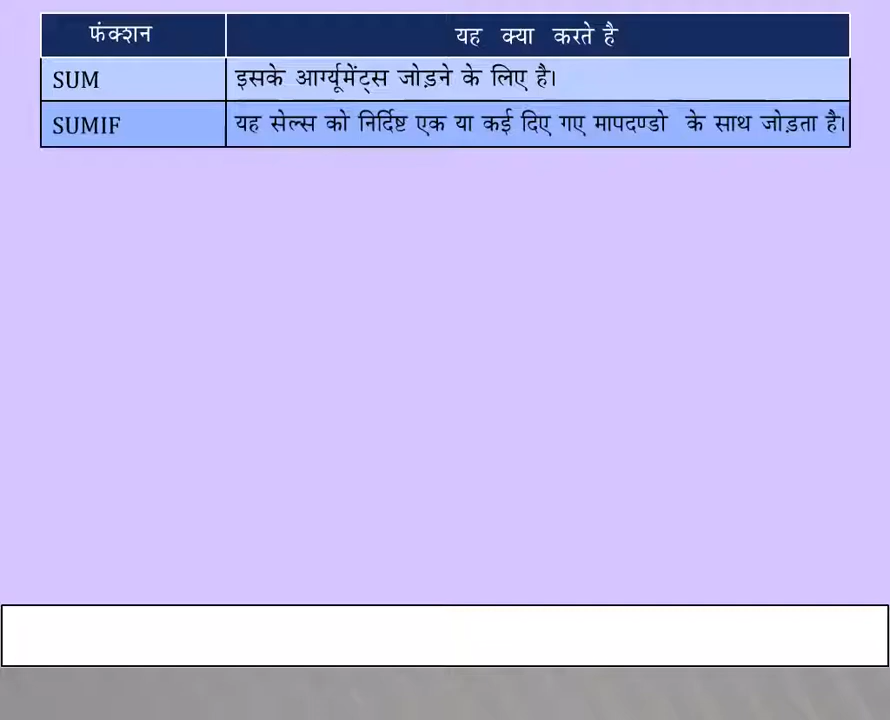 फंक्शन यह क्या करते है
SUM इसके आर्ग्यूमेंट्स जोड़ने के लिए है।
SUMIF यह सेल्स को निर्दिष्ट एक या कई दिए गए मापदण्डो के साथ जोड़ता है।